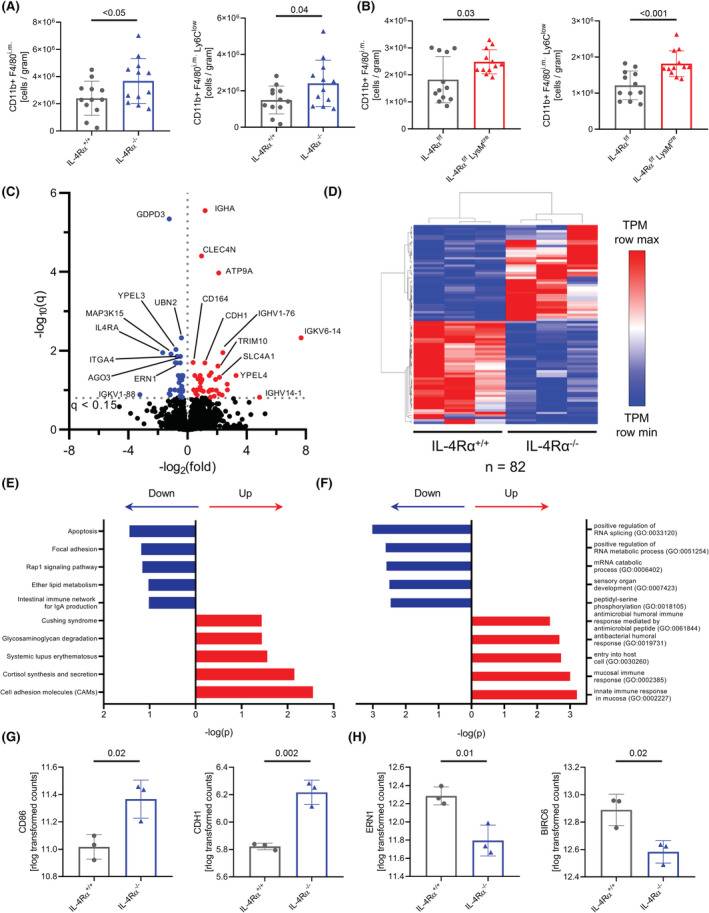 (A)
<0.05
CD11b+ F4/80i.m.
[cells / gram]
8×10⁶
6×10⁶
4×10⁶
2×10⁶
0
IL-4Rα+/+
IL-4Rα-/-
0.04
CD11b+ F4/80i.m. Ly6Clow
[cells / gram]
6×10⁶
4×10⁶
2×10⁶
0
IL-4Rα+/+
IL-4Rα-/-
(B)
0.03
CD11b+ F4/80i.m.
[cells / gram]
4×10⁶
3×10⁶
2×10⁶
1×10⁶
0
IL-4Rαf/f
IL-4Rαf/f LysMcre
<0.001
CD11b+ F4/80i.m. Ly6Clow
[cells / gram]
3×10⁶
2×10⁶
1×10⁶
0
IL-4Rαf/f
IL-4Rαf/f LysMcre
(C)
-log10(q)
6
4
2
0
GDPD3
IGHA
CLEC4N
ATP9A
YPEL3
UBN2
CD164
MAP3K15
CDH1
IGHV1-76
IL4RA
TRIM10
IGKV6-14
ITGA4
SLC4A1
AGO3
ERN1
YPEL4
IGKV1-88
IGHV14-1
q < 0.15
-8
-4
0
4
8
-log2(fold)
(D)
TPM
row max
TPM
row min
IL-4Rα+/+
IL-4Rα-/-
n = 82
(E)
Down
Up
Apoptosis
Focal adhesion
Rap1 signaling pathway
Ether lipid metabolism
Intestinal immune network
for IgA production
Cushing syndrome
Glycosaminoglycan degradation
Systemic lupus erythematosus
Cortisol synthesis and secretion
Cell adhesion molecules (CAMs)
2
1
0
1
2
3
-log(p)
(F)
Down
Up
positive regulation of
RNA splicing (GO:0033120)
positive regulation of
RNA metabolic process (GO:0051254)
mRNA catabolic
process (GO:0006402)
sensory organ
development (GO:0007423)
peptidyl-serine
phosphorylation (GO:0018105)
antimicrobial humoral immune
response mediated by
antimicrobial peptide (GO:0061844)
antibacterial humoral
response (GO:0019731)
entry into host
cell (GO:0030260)
mucosal immune
response (GO:0002385)
innate immune response
in mucosa (GO:0002227)
3
2
1
0
1
2
3
-log(p)
(G)
0.02
CD86
[rlog transformed counts]
11.6
11.4
11.2
11.0
10.8
IL-4Rα+/+
IL-4Rα-/-
0.002
CDH1
[rlog transformed counts]
6.4
6.2
6.0
5.8
5.6
IL-4Rα+/+
IL-4Rα-/-
(H)
0.01
ERN1
[rlog transformed counts]
12.6
12.4
12.2
12.0
11.8
11.6
11.4
IL-4Rα+/+
IL-4Rα-/-
0.02
BIRC6
[rlog transformed counts]
13.2
13.0
12.8
12.6
12.4
IL-4Rα+/+
IL-4Rα-/-